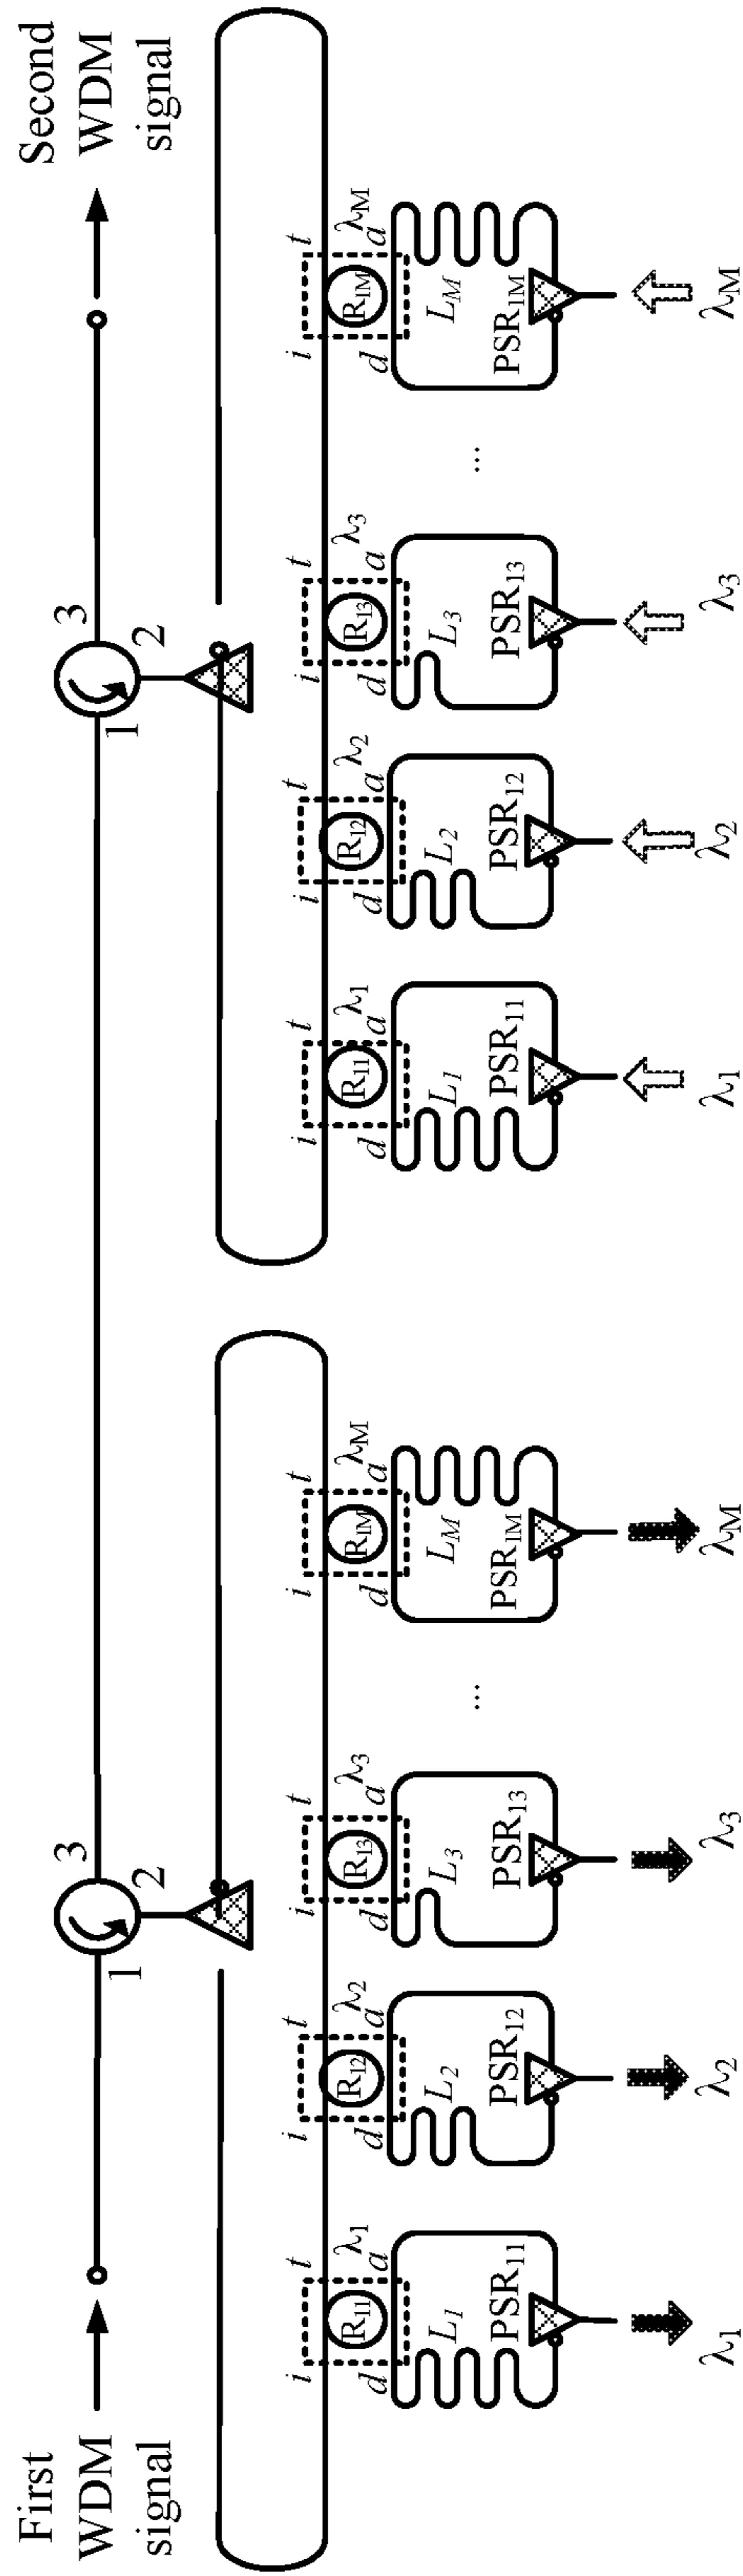 First
WDM
signal
Second
WDM
signal
1
3
2
1
3
2
i
t
i
t
i
t
i
t
i
t
i
t
i
t
i
t
R₁₁
λ₁
R₁₂
λ₂
R₁₃
λ₃
R₁M
λM
R₁₁
λ₁
R₁₂
λ₂
R₁₃
λ₃
R₁M
λM
d
a
d
a
d
a
d
a
d
a
d
a
d
a
d
a
L₁
L₂
L₃
...
LM
L₁
L₂
L₃
...
LM
PSR₁₁
PSR₁₂
PSR₁₃
PSR₁M
PSR₁₁
PSR₁₂
PSR₁₃
PSR₁M
λ₁
λ₂
λ₃
λM
λ₁
λ₂
λ₃
λM